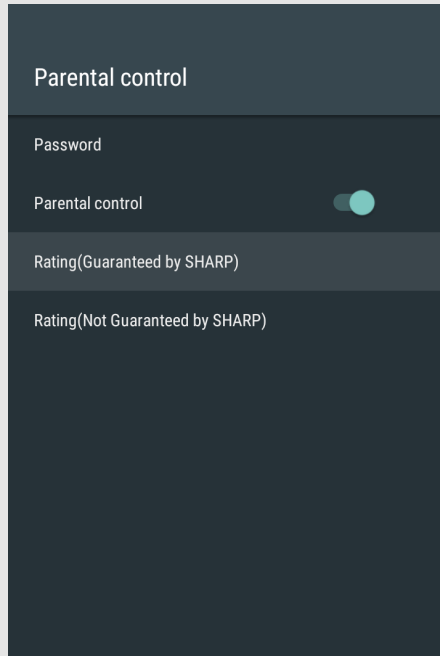 Parental control
Password
Parental control
Rating(Guaranteed by SHARP)
Rating(Not Guaranteed by SHARP)